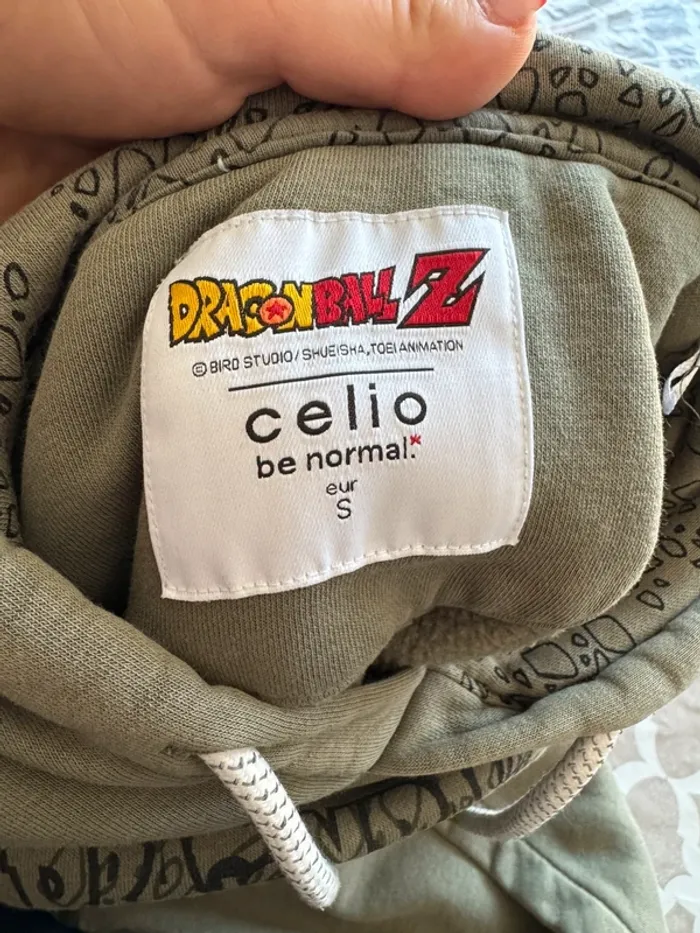 DRAGONBALL Z
© BIRD STUDIO/SHUEISHA, TOEI ANIMATION
celio
be normal.*
eur
S